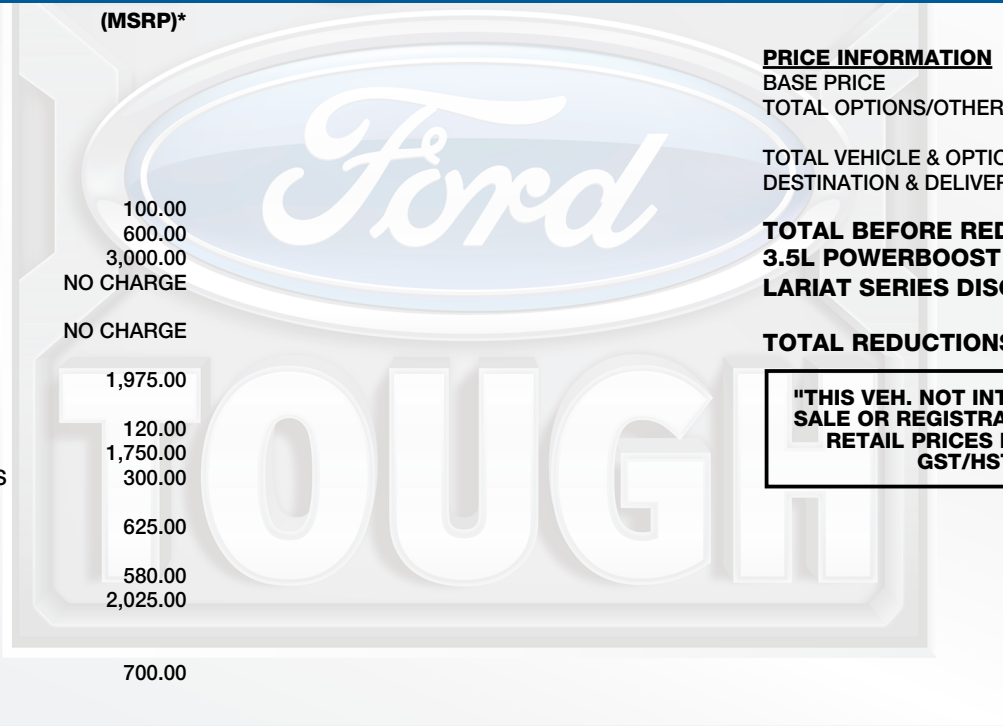 (MSRP)*
100.00
600.00
3,000.00
NO CHARGE
NO CHARGE
1,975.00
120.00
1,750.00
S 300.00
625.00
580.00
2,025.00
700.00
Ford
TOUGH
PRICE INFORMATION
BASE PRICE
TOTAL OPTIONS/OTHER
TOTAL VEHICLE & OPTIO
DESTINATION & DELIVER
TOTAL BEFORE RED
3.5L POWERBOOST
LARIAT SERIES DISC
TOTAL REDUCTIONS
"THIS VEH. NOT INT
SALE OR REGISTRA
RETAIL PRICES
GST/HST